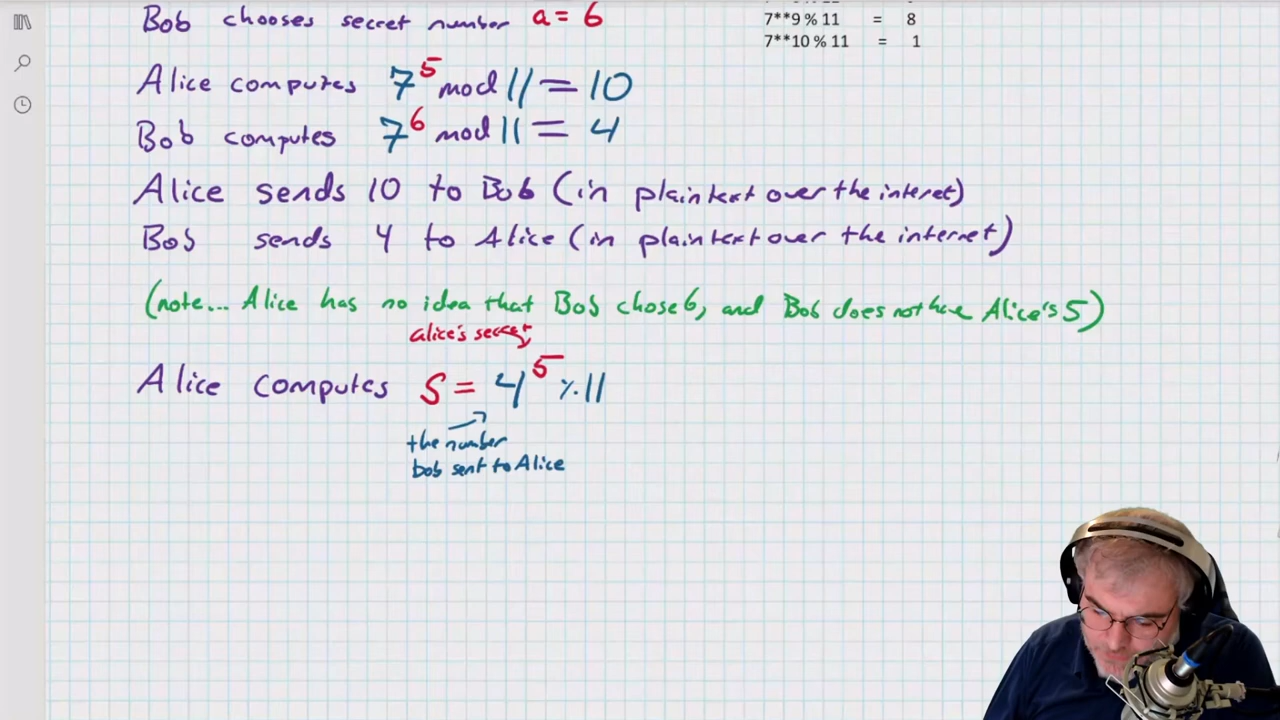 Bob chooses secret number a = 6
7**9 % 11 = 8
7**10 % 11 = 1
Alice computes 7^5 mod 11 = 10
Bob computes 7^6 mod 11 = 4
Alice sends 10 to Bob (in plaintext over the interet)
Bob sends 4 to Alice (in plaintext over the internet)
(note... Alice has no idea that Bob chose 6, and Bob does not have Alice's 5)
alice's secret
Alice computes S = 4^5 % 11
the number
bob sent to Alice